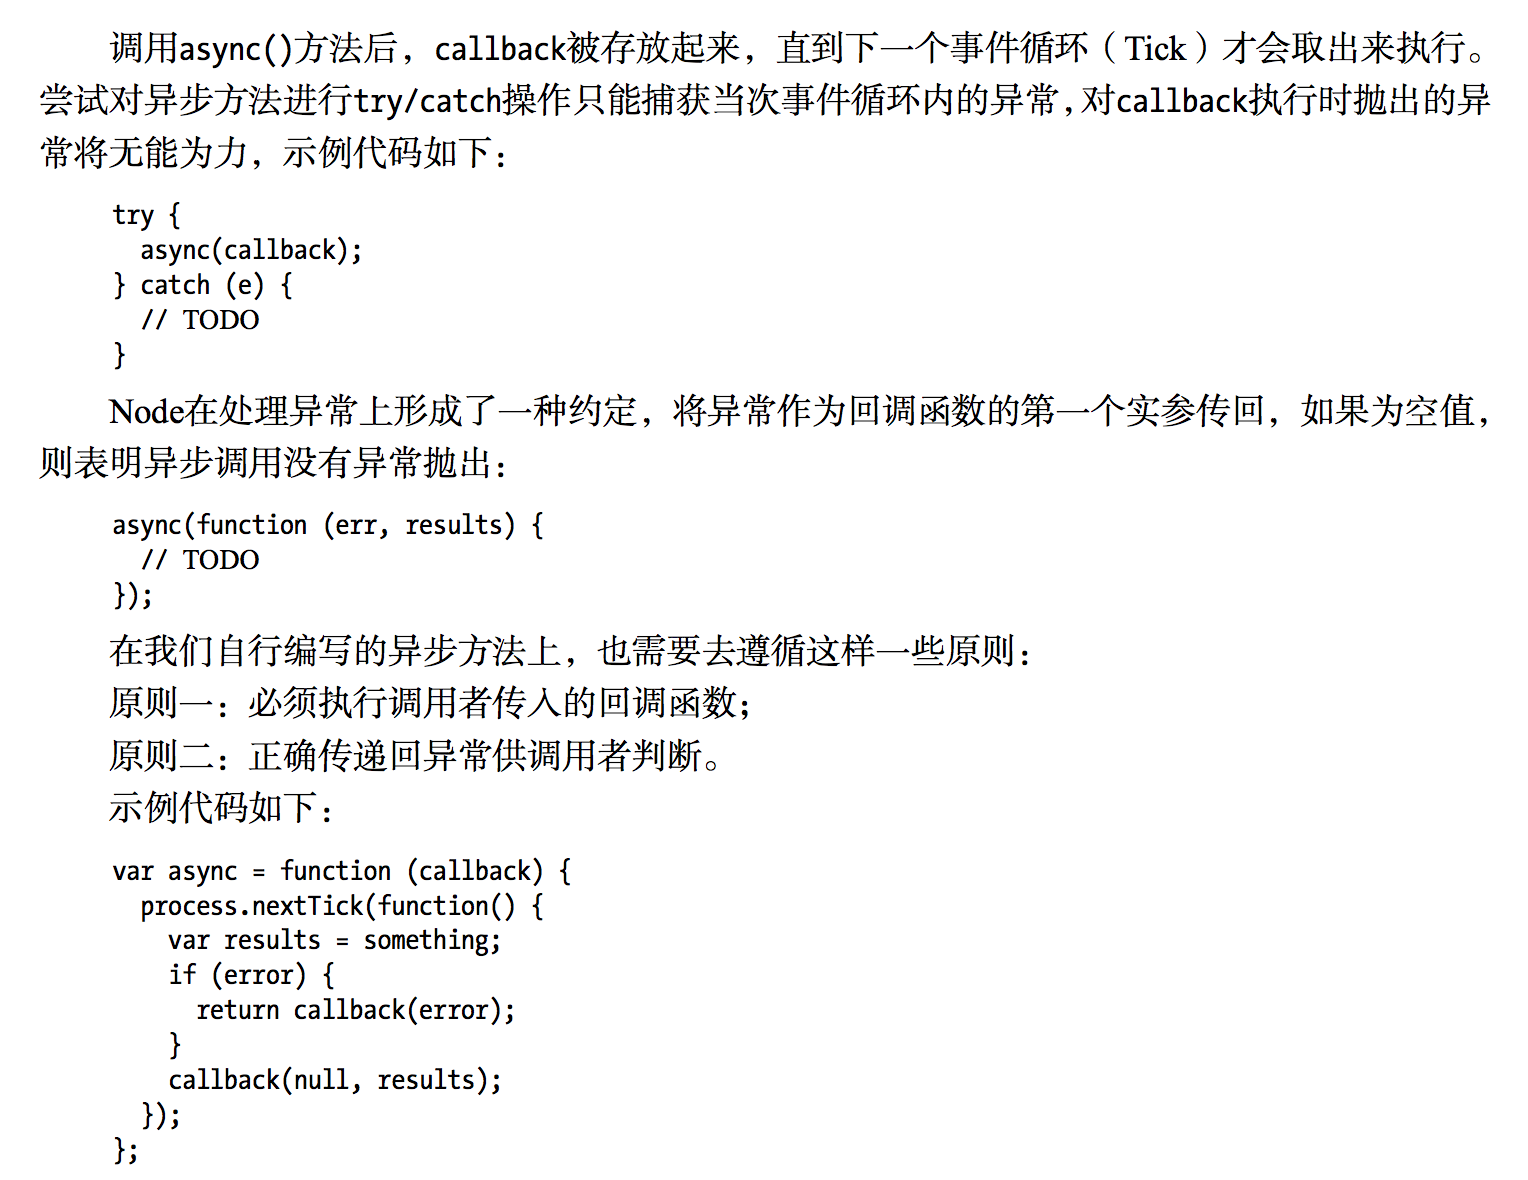 调用async()方法后，callback被存放起来，直到下一个事件循环（Tick）才会取出来执行。
尝试对异步方法进行try/catch操作只能捕获当次事件循环内的异常,对callback执行时抛出的异
常将无能为力，示例代码如下：
try {
  async(callback);
} catch (e) {
  // TODO
}
Node在处理异常上形成了一种约定，将异常作为回调函数的第一个实参传回，如果为空值，
则表明异步调用没有异常抛出：
async(function (err, results) {
  // TODO
});
在我们自行编写的异步方法上，也需要去遵循这样一些原则：
原则一：必须执行调用者传入的回调函数；
原则二：正确传递回异常供调用者判断。
示例代码如下：
var async = function (callback) {
  process.nextTick(function() {
    var results = something;
    if (error) {
      return callback(error);
    }
    callback(null, results);
  });
};